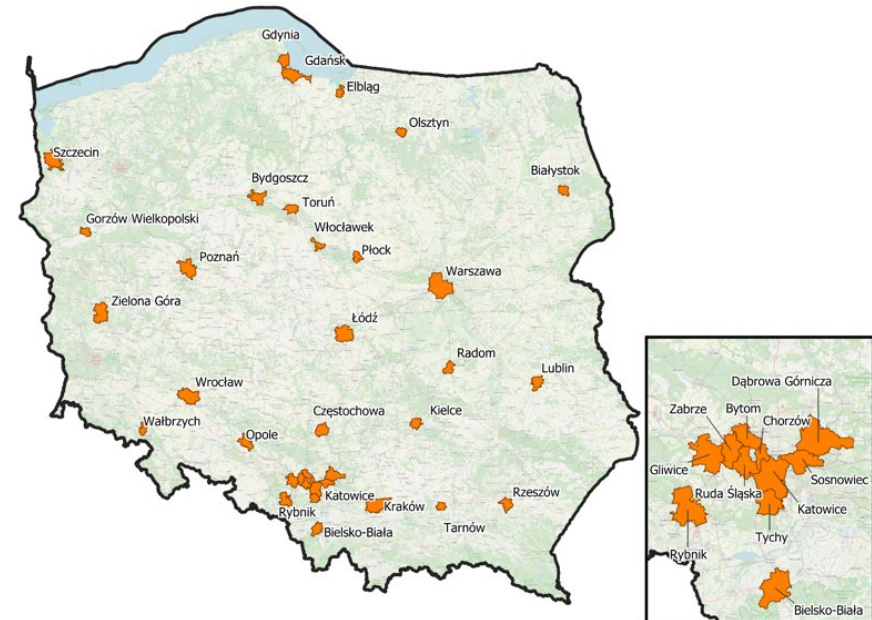 Gdynia
Gdańsk
Elbląg
Olsztyn
Szczecin
Białystok
Bydgoszcz
Toruń
Gorzów Wielkopolski
Włocławek
Płock
Poznań
Warszawa
Zielona Góra
Łódź
Radom
Lublin
Wrocław
Wałbrzych
Częstochowa
Kielce
Opole
Katowice
Rybnik
Kraków
Rzeszów
Tarnów
Bielsko-Biała
Dąbrowa Górnicza
Zabrze
Bytom
Chorzów
Gliwice
Sosnowiec
Ruda Śląska
Katowice
Tychy
Rybnik
Bielsko-Biała